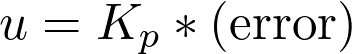 u = K_p * (error)